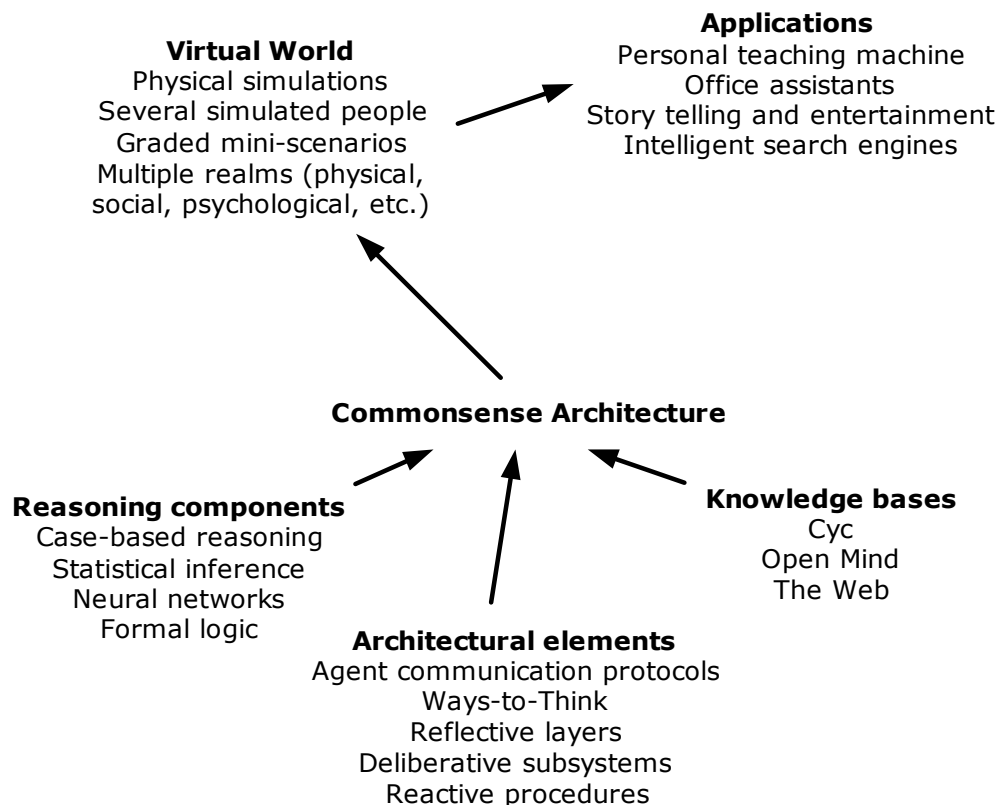 Virtual World
Physical simulations
Several simulated people
Graded mini-scenarios
Multiple realms (physical,
social, psychological, etc.)
Applications
Personal teaching machine
Office assistants
Story telling and entertainment
Intelligent search engines
Commonsense Architecture
Reasoning components
Case-based reasoning
Statistical inference
Neural networks
Formal logic
Architectural elements
Agent communication protocols
Ways-to-Think
Reflective layers
Deliberative subsystems
Reactive procedures
Knowledge bases
Cyc
Open Mind
The Web